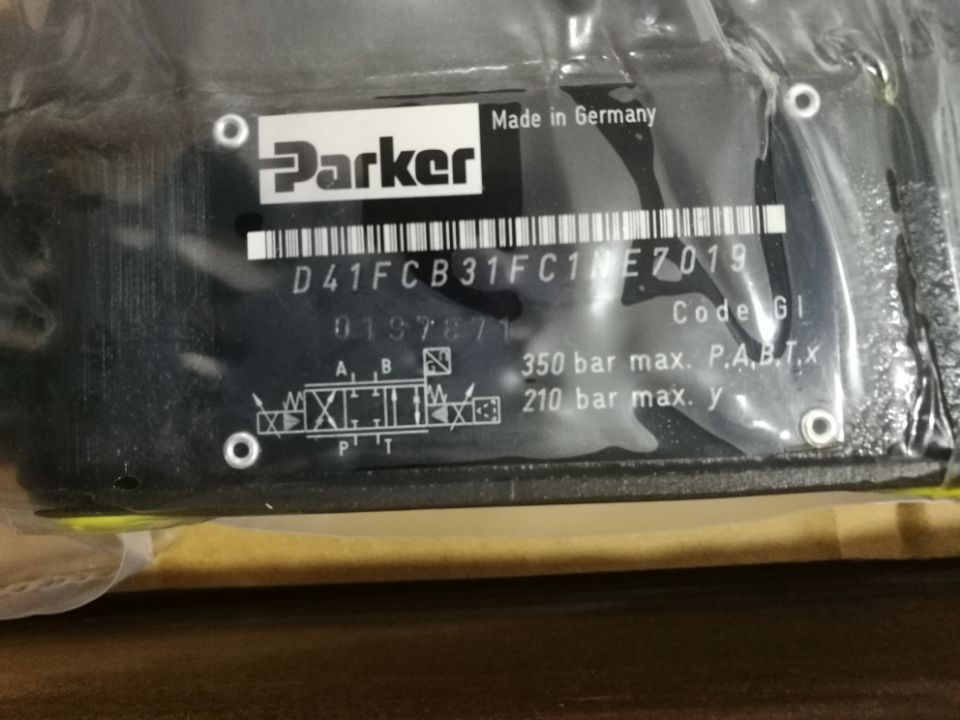 Parker
Made in Germany
D41FCB31FC1NE7019
Code GI
0197871
350 bar max. P,A,B,T,x
210 bar max. y
A B
P T